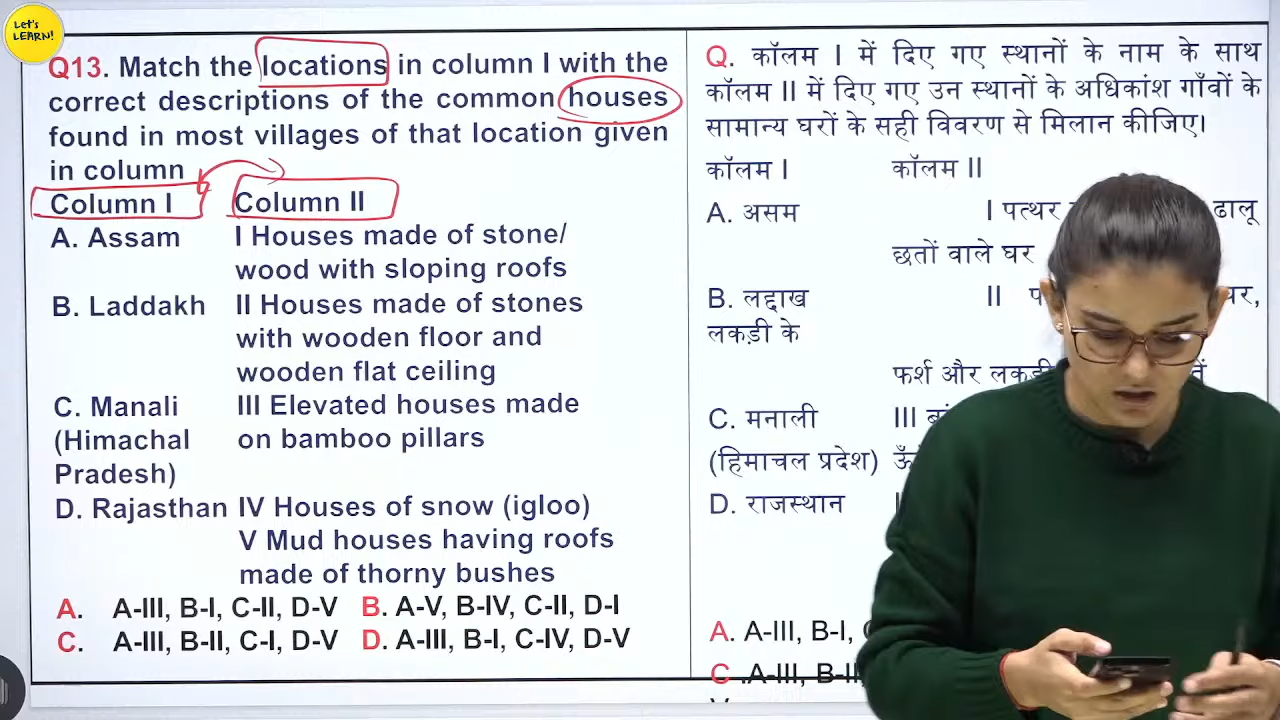 Let's
LEARN!
Q13. Match the locations in column I with the
correct descriptions of the common houses
found in most villages of that location given
in column
Column I Column II
A. Assam I Houses made of stone/
wood with sloping roofs
B. Laddakh II Houses made of stones
with wooden floor and
wooden flat ceiling
C. Manali III Elevated houses made
(Himachal on bamboo pillars
Pradesh)
D. Rajasthan IV Houses of snow (igloo)
V Mud houses having roofs
made of thorny bushes
A. A-III, B-I, C-II, D-V B. A-V, B-IV, C-II, D-I
C. A-III, B-II, C-I, D-V D. A-III, B-I, C-IV, D-V
Q. कॉलम I में दिए गए स्थानों के नाम के साथ
कॉलम II में दिए गए उन स्थानों के अधिकांश गाँवों के
सामान्य घरों के सही विवरण से मिलान कीजिए।
कॉलम I कॉलम II
A. असम I पत्थर ढालू
छतों वाले घर
B. लद्दाख II
लकड़ी के
फर्श और
C. मनाली III
(हिमाचल प्रदेश)
D. राजस्थान
A. A-III, B-I,
C .A-III, B-II,